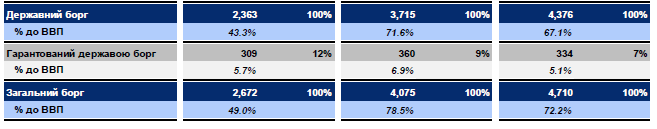 Державний борг 2,363 100% 3,715 100% 4,376 100%
% до ВВП 43.3% 71.6% 67.1%
Гарантований державою борг 309 12% 360 9% 334 7%
% до ВВП 5.7% 6.9% 5.1%
Загальний борг 2,672 100% 4,075 100% 4,710 100%
% до ВВП 49.0% 78.5% 72.2%